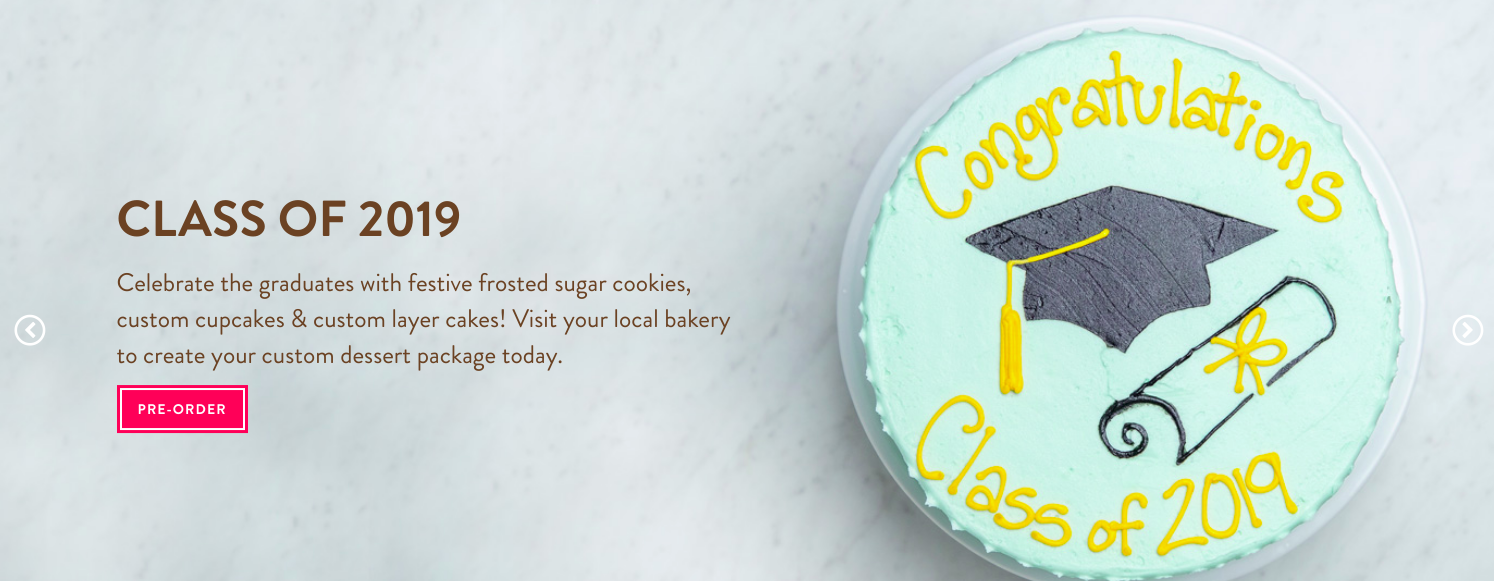 CLASS OF 2019
Celebrate the graduates with festive frosted sugar cookies,
custom cupcakes & custom layer cakes! Visit your local bakery
to create your custom dessert package today.
PRE-ORDER
Congratulations
Class of 2019